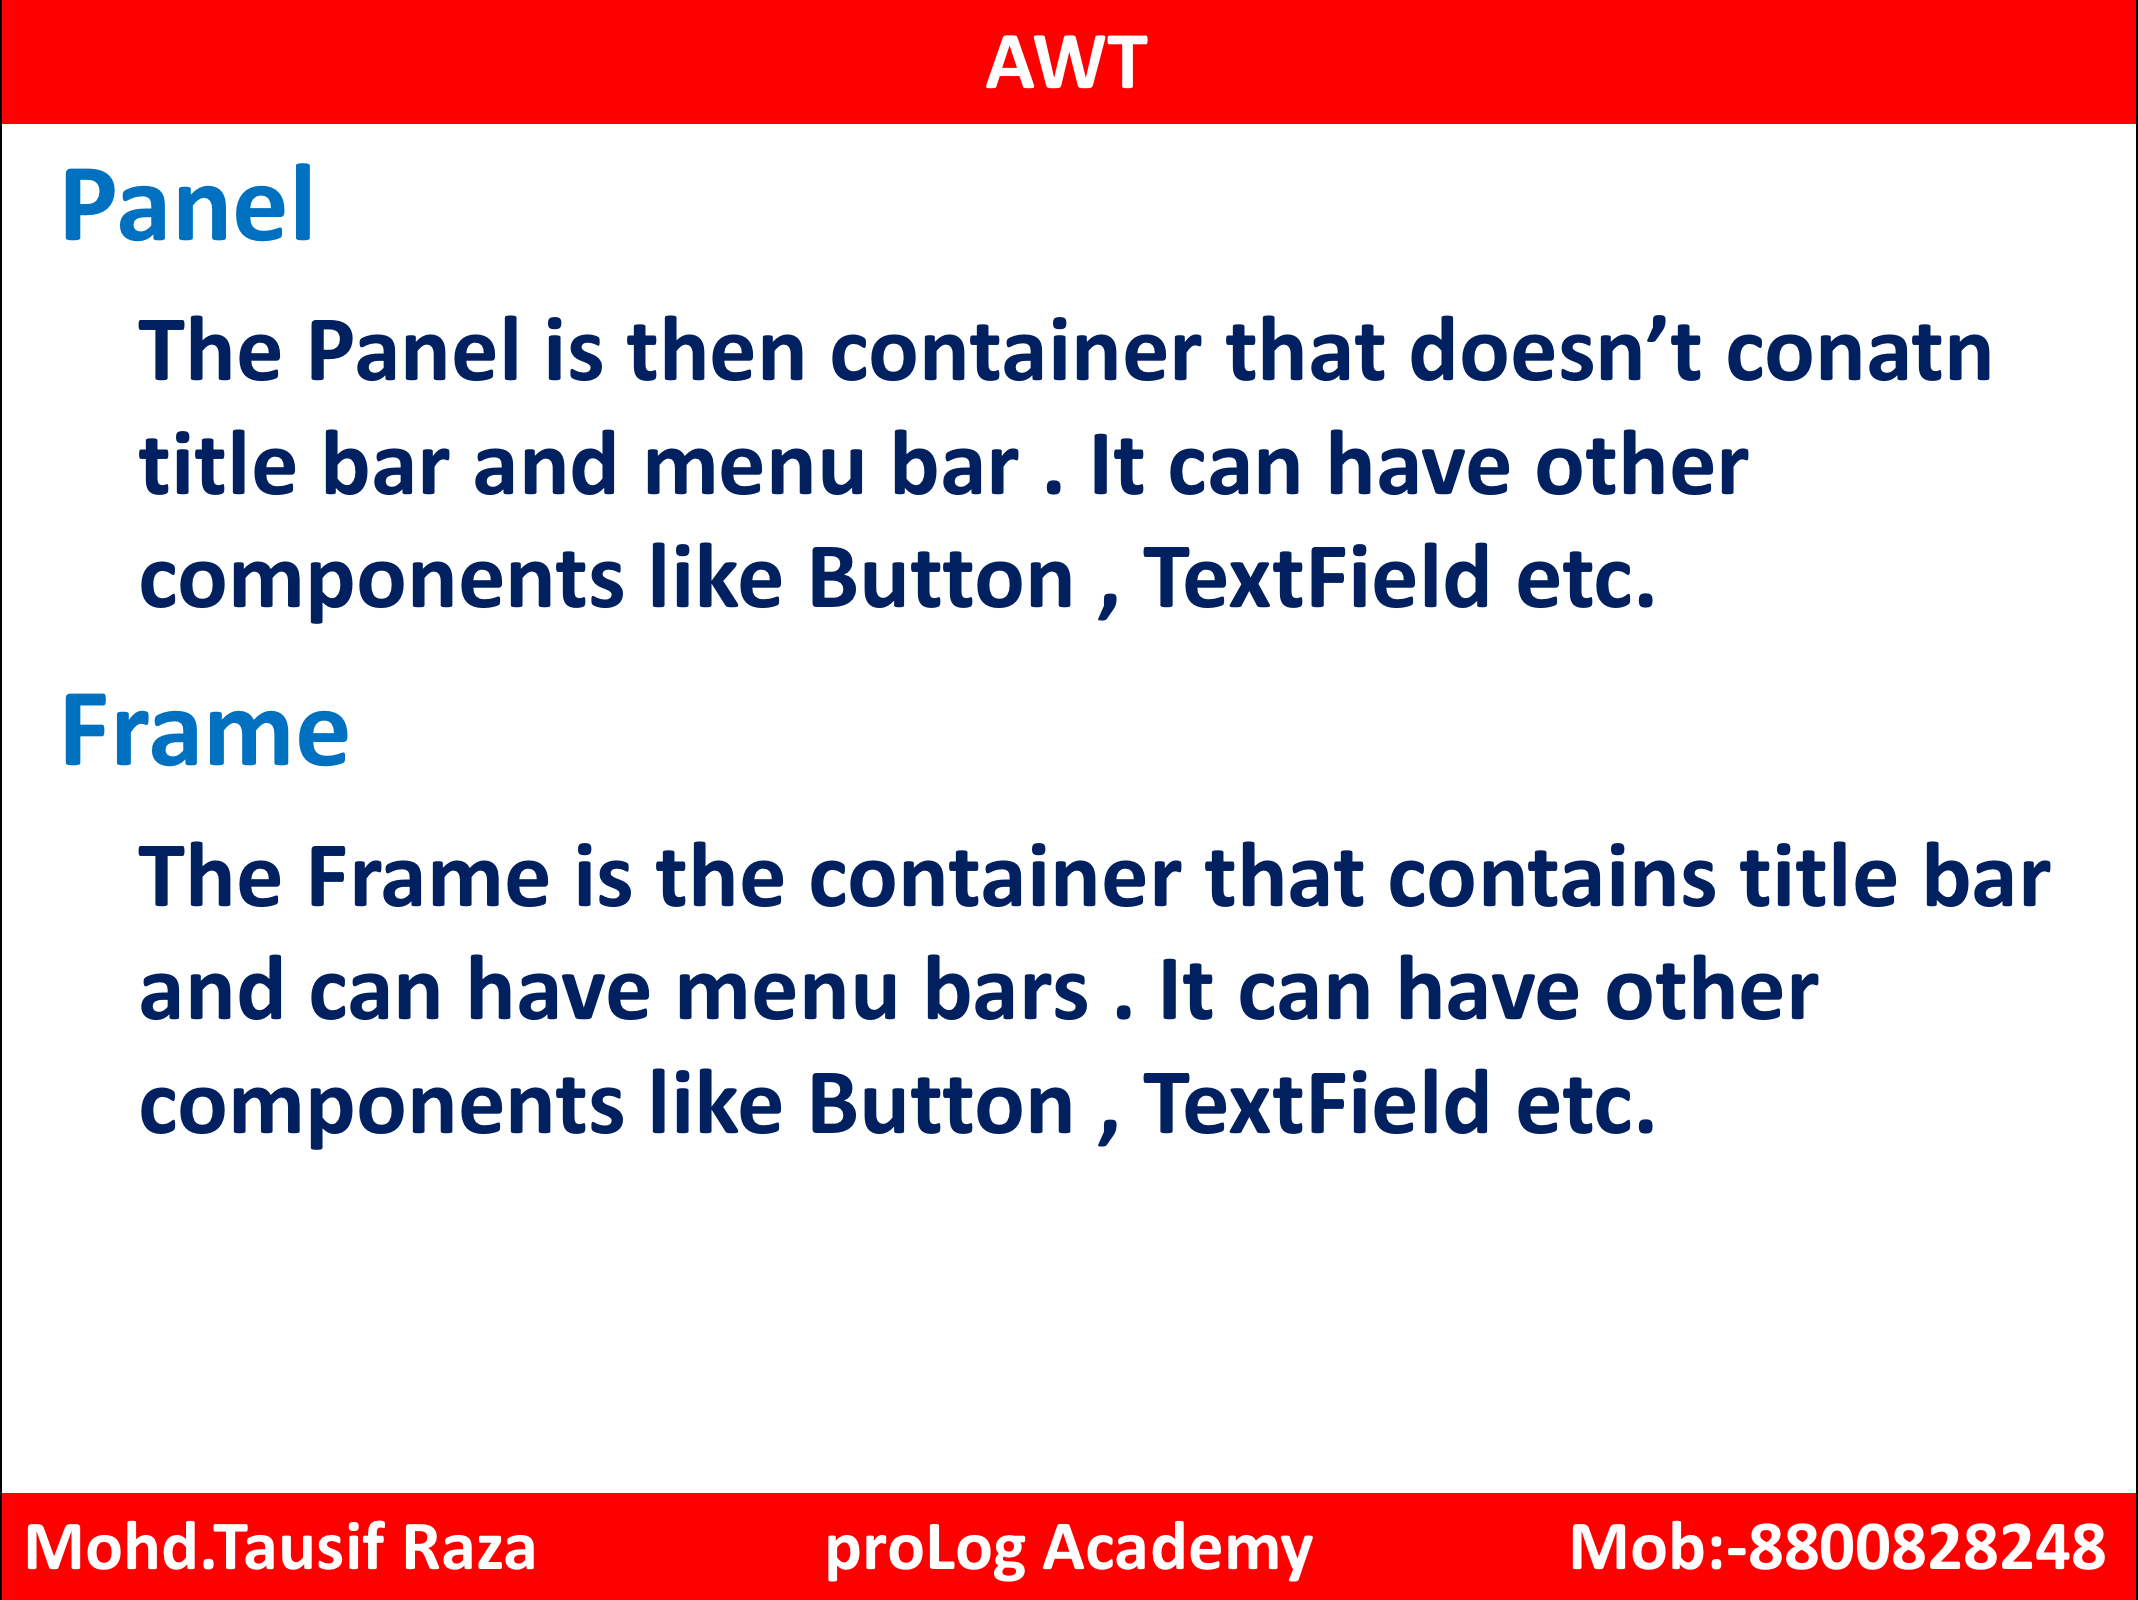 AWT
Panel
The Panel is then container that doesn’t conatn
title bar and menu bar . It can have other
components like Button , TextField etc.
Frame
The Frame is the container that contains title bar
and can have menu bars . It can have other
components like Button , TextField etc.
Mohd.Tausif Raza proLog Academy Mob:-8800828248